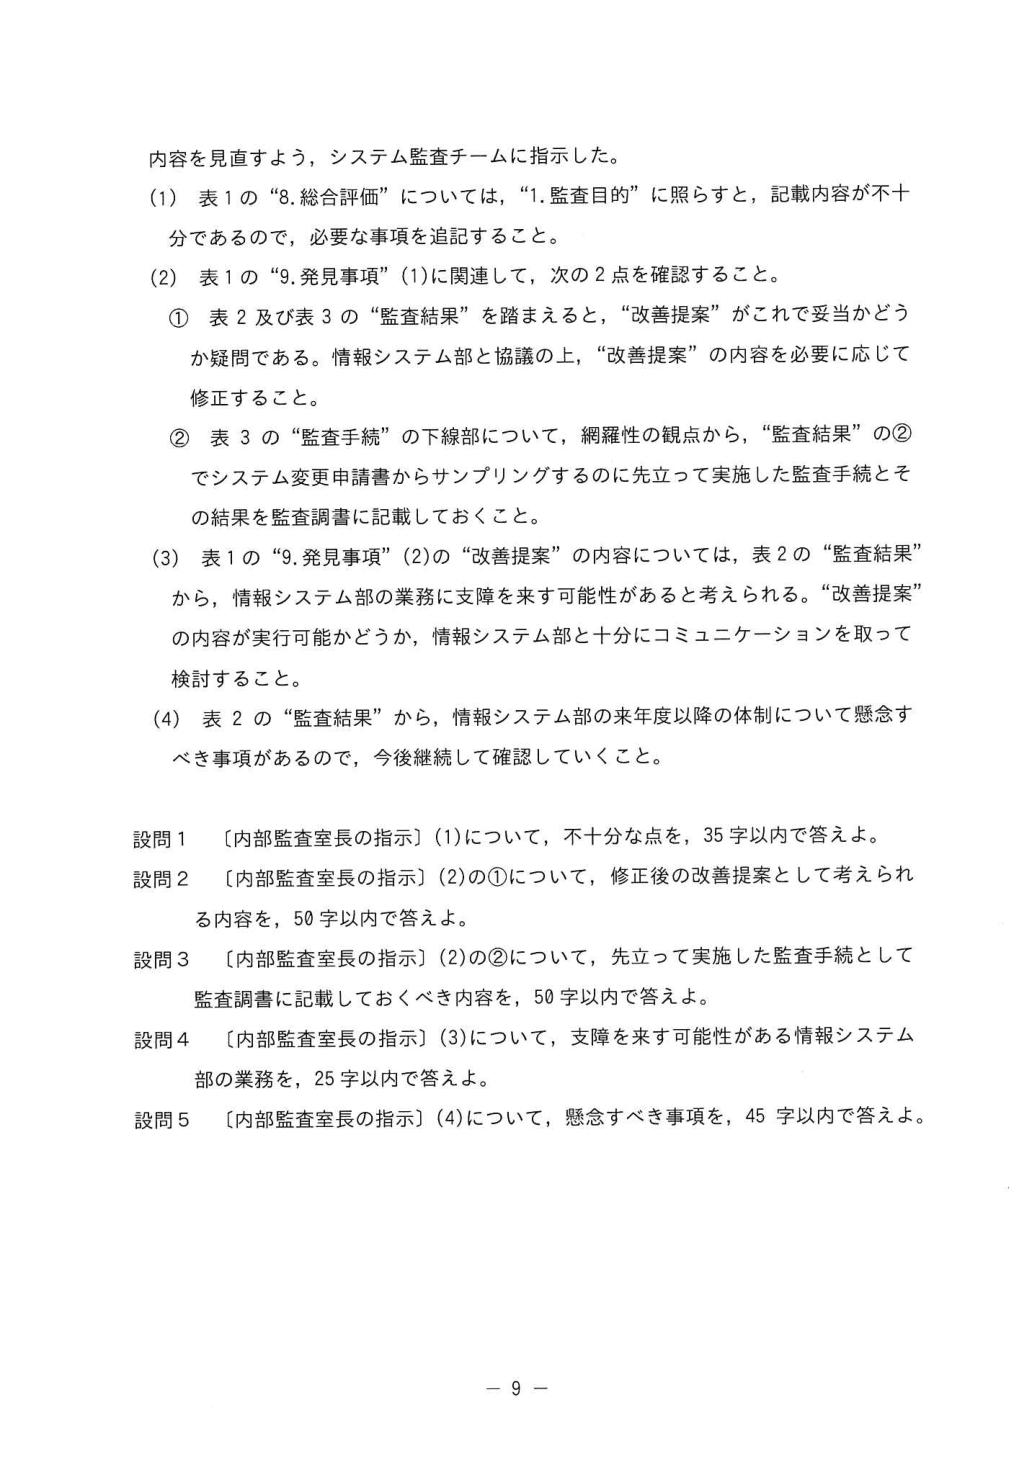 内容を見直すよう，システム監査チームに指示した。
(1)　表1の“8.総合評価”については，“1.監査目的”に照らすと，記載内容が不十
分であるので，必要な事項を追記すること。
(2)　表1の“9.発見事項”(1)に関連して，次の2点を確認すること。
①　表2及び表3の“監査結果”を踏まえると，“改善提案”がこれで妥当かどう
か疑問である。情報システム部と協議の上，“改善提案”の内容を必要に応じて
修正すること。
②　表3の“監査手続”の下線部について，網羅性の観点から，“監査結果”の②
でシステム変更申請書からサンプリングするのに先立って実施した監査手続とそ
の結果を監査調書に記載しておくこと。
(3)　表1の“9.発見事項”(2)の“改善提案”の内容については，表2の“監査結果”
から，情報システム部の業務に支障を来す可能性があると考えられる。“改善提案”
の内容が実行可能かどうか，情報システム部と十分にコミュニケーションを取って
検討すること。
(4)　表2の“監査結果”から，情報システム部の来年度以降の体制について懸念す
べき事項があるので，今後継続して確認していくこと。
設問1　〔内部監査室長の指示〕(1)について，不十分な点を，35字以内で答えよ。
設問2　〔内部監査室長の指示〕(2)の①について，修正後の改善提案として考えられ
る内容を，50字以内で答えよ。
設問3　〔内部監査室長の指示〕(2)の②について，先立って実施した監査手続として
監査調書に記載しておくべき内容を，50字以内で答えよ。
設問4　〔内部監査室長の指示〕(3)について，支障を来す可能性がある情報システム
部の業務を，25字以内で答えよ。
設問5　〔内部監査室長の指示〕(4)について，懸念すべき事項を，45字以内で答えよ。
－ 9 －